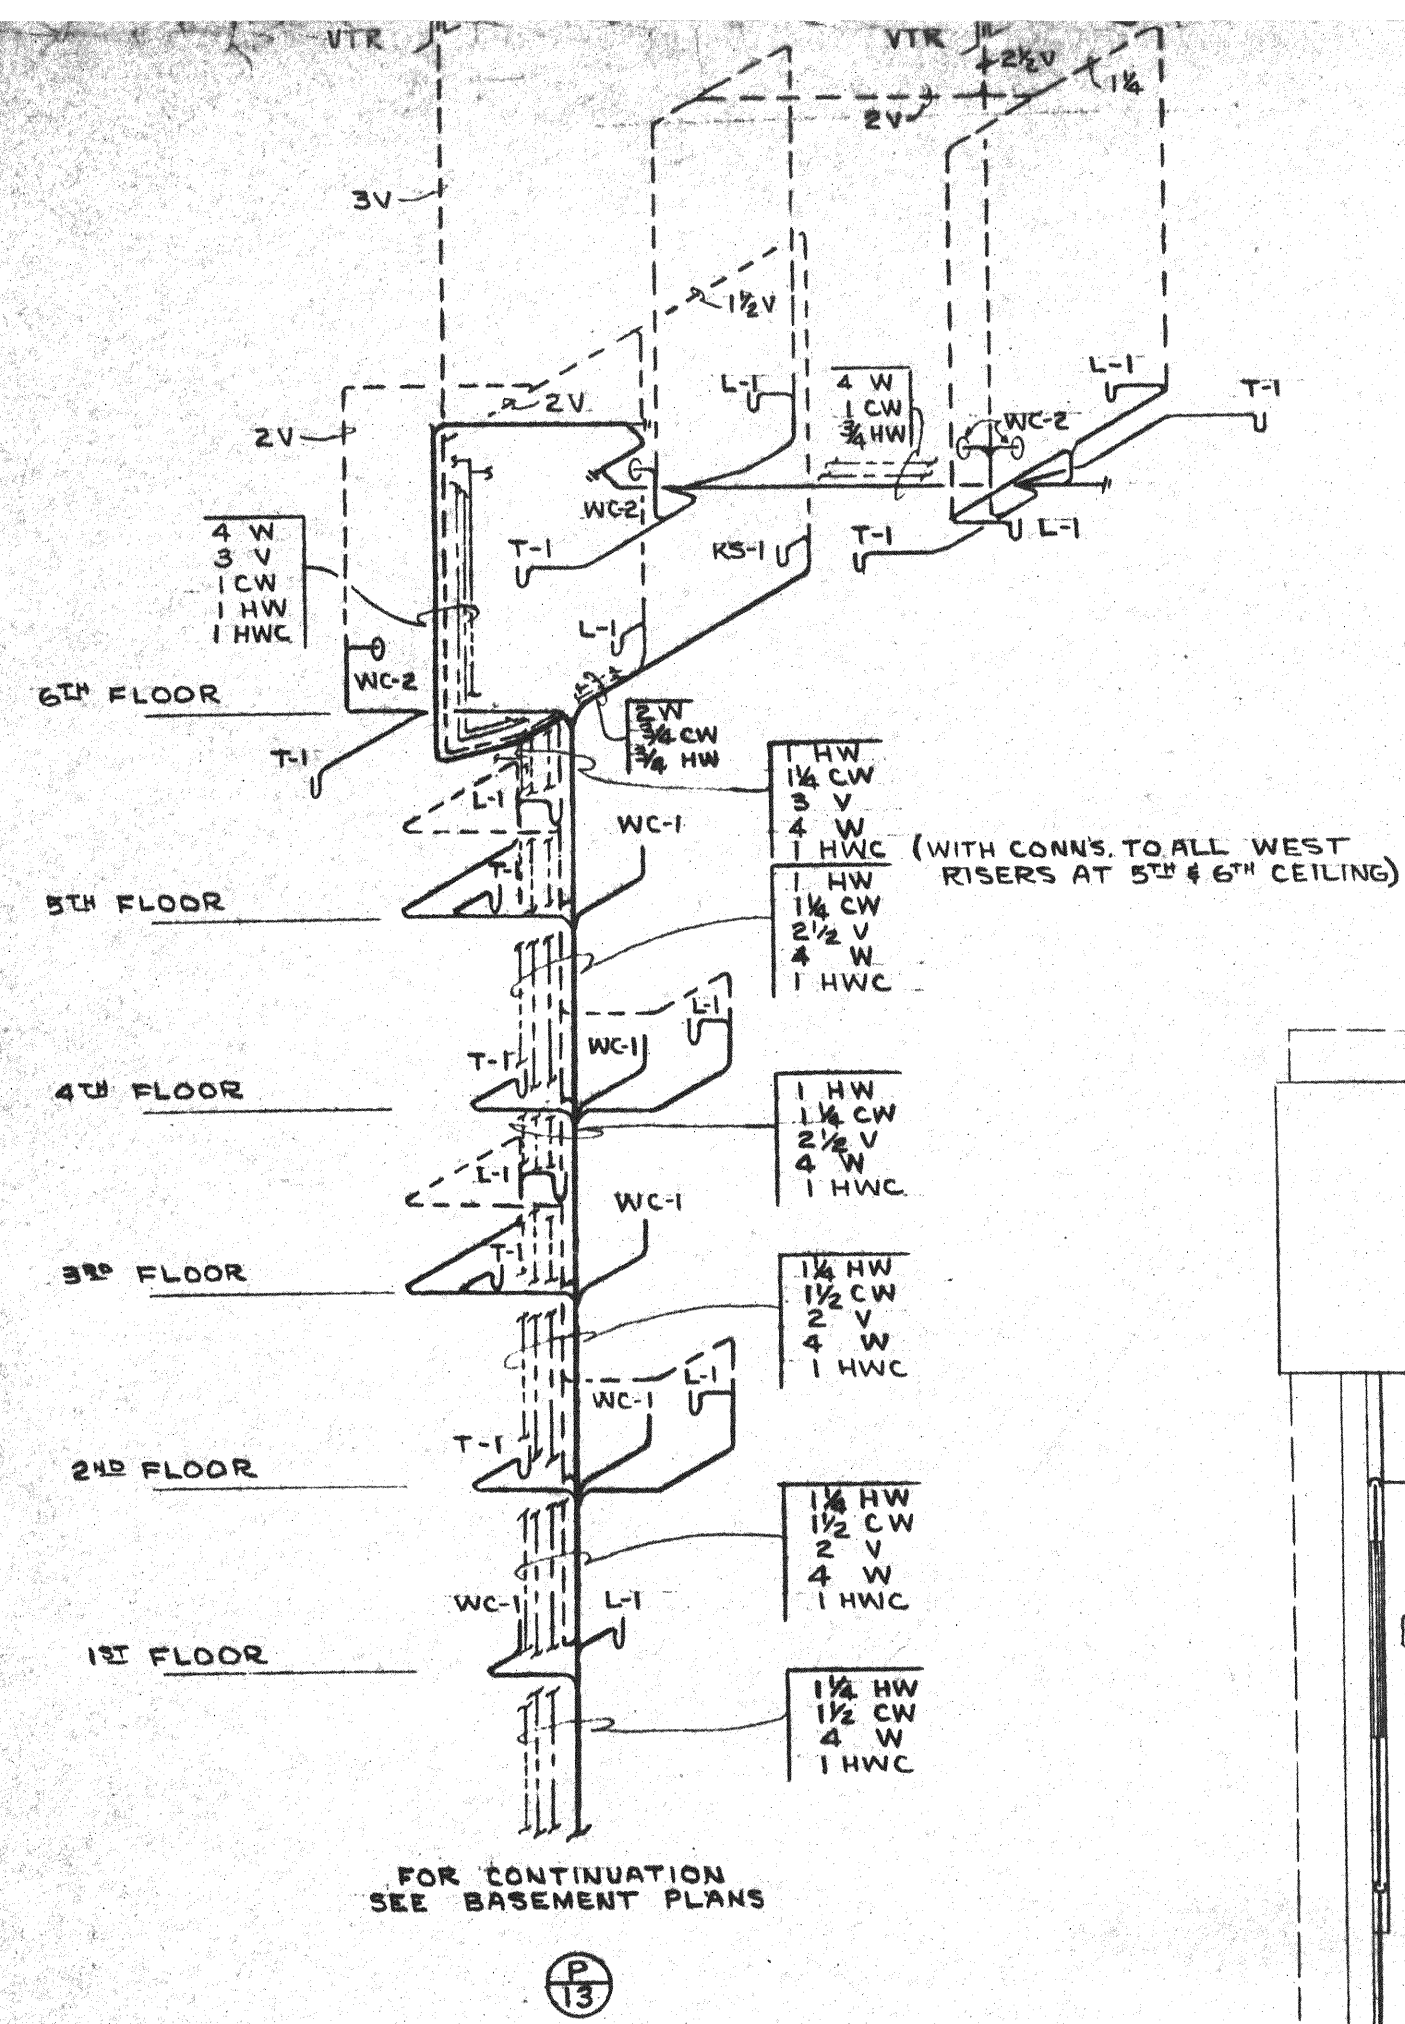 VTR
VTR
2½V
1¼
2V
3V
1½V
L-1
4 W
1 CW
¾ HW
L-1
T-1
WC-2
2V
2V
WC-2
T-1
KS-1
T-1
L-1
4 W
3 V
1 CW
1 HW
1 HWC
L-1
WC-2
6TH FLOOR
2 W
¾ CW
¾ HW
T-1
1 HW
1¼ CW
3 V
4 W
1 HWC (WITH CONN'S. TO ALL WEST
RISERS AT 5TH & 6TH CEILING)
L-1
WC-1
T-1
5TH FLOOR
1 HW
1¼ CW
2½ V
4 W
1 HWC
L-1
WC-1
T-1
4TH FLOOR
1 HW
1¼ CW
2½ V
4 W
1 HWC
L-1
WC-1
T-1
3RD FLOOR
1¼ HW
1½ CW
2 V
4 W
1 HWC
L-1
WC-1
T-1
2ND FLOOR
1¼ HW
1½ CW
2 V
4 W
1 HWC
WC-1
L-1
1ST FLOOR
1¼ HW
1½ CW
4 W
1 HWC
FOR CONTINUATION
SEE BASEMENT PLANS
P
13